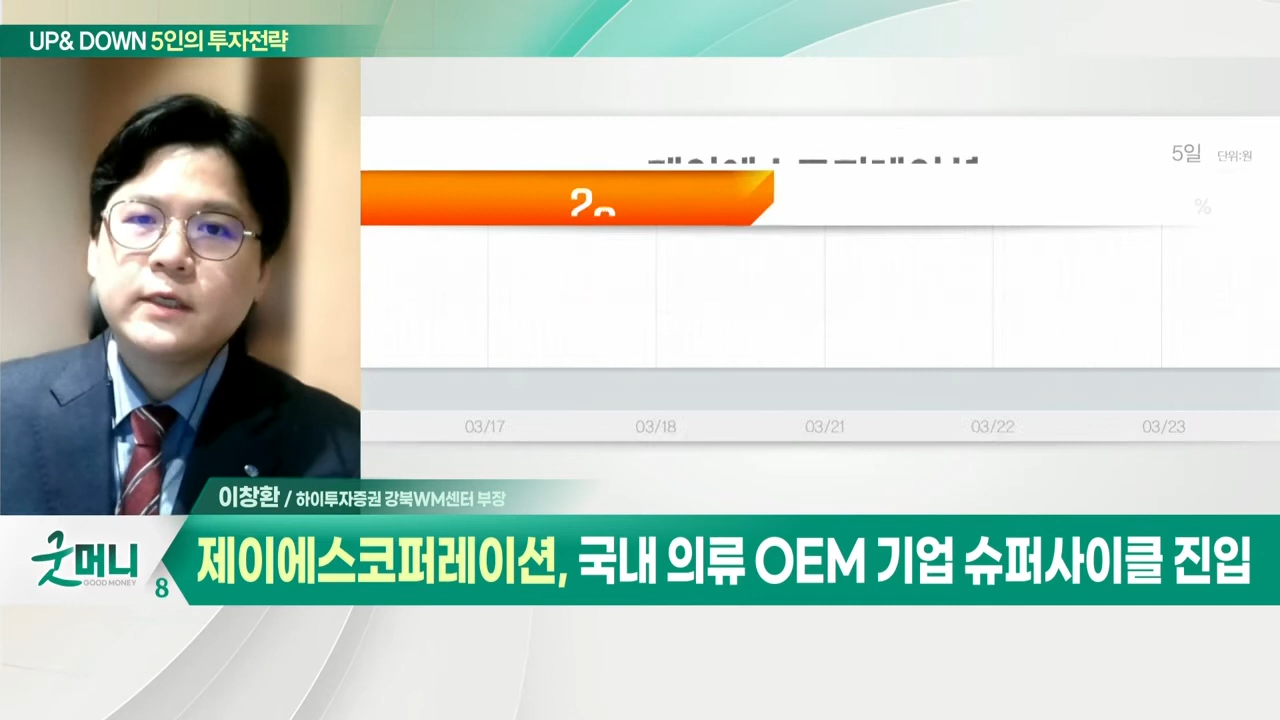 UP& DOWN 5인의 투자전략
5일 단위:원
%
03/17 03/18 03/21 03/22 03/23
이창환 / 하이투자증권 강북WM센터 부장
굿머니
GOOD MONEY
8
제이에스코퍼레이션, 국내 의류 OEM 기업 슈퍼사이클 진입